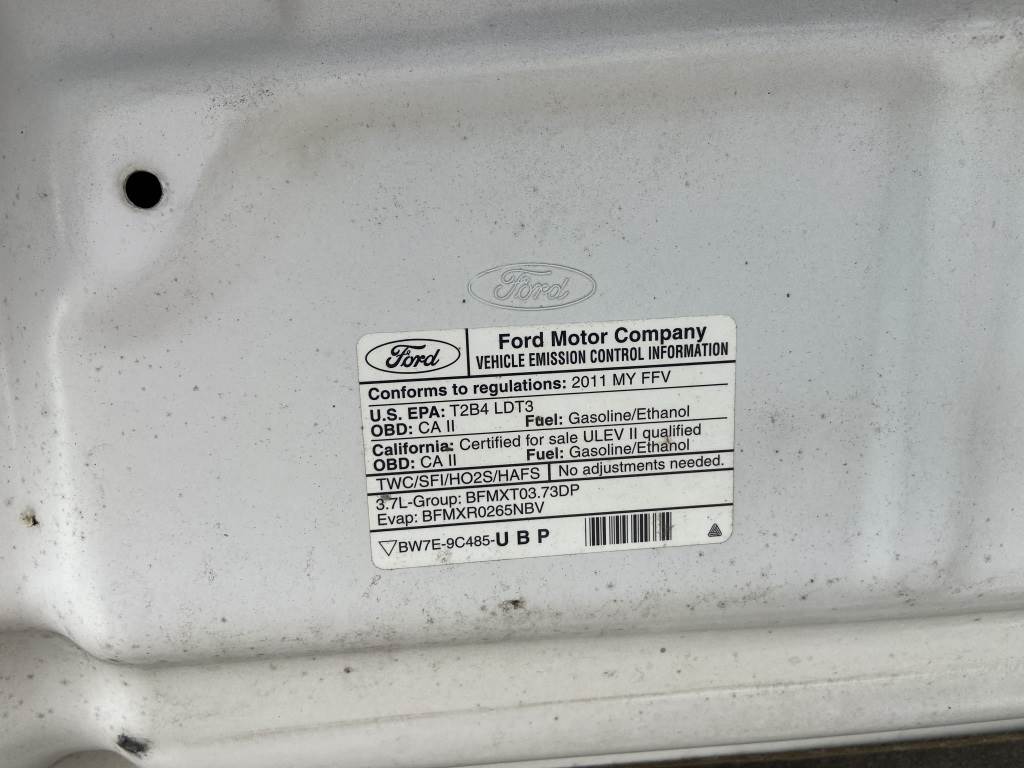 Ford
Ford
Ford Motor Company
VEHICLE EMISSION CONTROL INFORMATION
Conforms to regulations: 2011 MY FFV
U.S. EPA: T2B4 LDT3
OBD: CA II Fuel: Gasoline/Ethanol
California: Certified for sale ULEV II qualified
OBD: CA II Fuel: Gasoline/Ethanol
TWC/SFI/HO2S/HAFS No adjustments needed.
3.7L-Group: BFMXT03.73DP
Evap: BFMXR0265NBV
BW7E-9C485-U B P